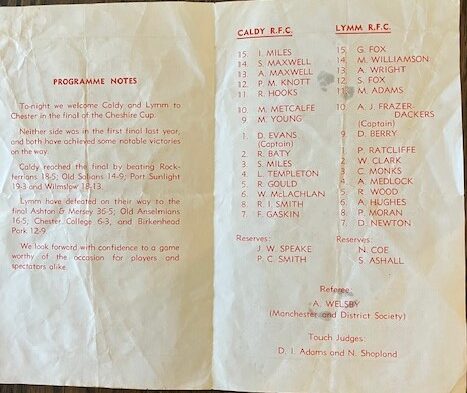 PROGRAMME NOTES
To-night we welcome Caldy and Lymm to
Chester in the final of the Cheshire Cup.
Neither side was in the first final last year,
and both have achieved some notable victories
on the way.
Caldy reached the final by beating Rock-
ferrians 18-5; Old Salians 14-9; Port Sunlight
19-3 and Wilmslow 18-13.
Lymm have defeated on their way to the
final Ashton & Mersey 36-5; Old Anselmians
16-5; Chester College 6-3, and Birkenhead
Park 12-9.
We look forward with confidence to a game
worthy of the occasion for players and
spectators alike.
CALDY R.F.C.
15. I. MILES
14. S. MAXWELL
13. A. MAXWELL
12. P. M. KNOTT
11. R. HOOKS
10. M. METCALFE
9. M. YOUNG
1. D. EVANS
(Captain)
2. R. BATY
3. S. MILES
4. L. TEMPLETON
5. R. GOULD
6. W. McLACHLAN
8. R. I. SMITH
7. F. GASKIN
Reserves:
J. W. SPEAKE
P. C. SMITH
LYMM R.F.C.
15. G. FOX
14. M. WILLIAMSON
13. A. WRIGHT
12. S. FOX
11. M. ADAMS
10. A. J. FRAZER-
DACKERS
(Captain)
9. D. BERRY
1. P. RATCLIFFE
2. W. CLARK
3. C. MONKS
4. A. MEDLOCK
5. R. WOOD
6. A. HUGHES
8. P. MORAN
7. D. NEWTON
Reserves:
N. COE
S. ASHALL
Referee
A. WELSBY
(Manchester and District Society)
Touch Judges:
D. I. Adams and N. Shopland